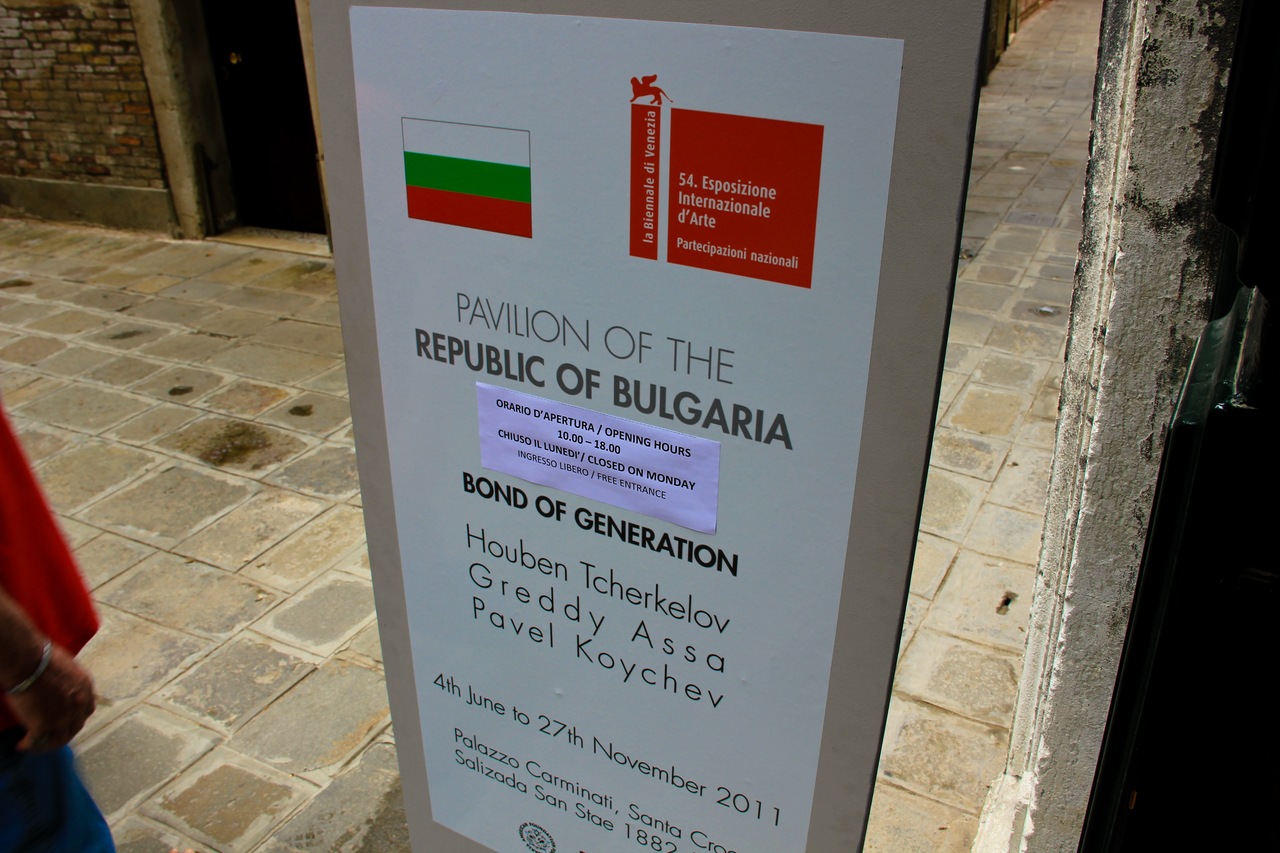 la Biennale di Venezia
54. Esposizione
Internazionale
d'Arte
Partecipazioni nazionali
PAVILION OF THE
REPUBLIC OF BULGARIA
ORARIO D'APERTURA / OPENING HOURS
10.00 – 18.00
CHIUSO IL LUNEDI'/ CLOSED ON MONDAY
INGRESSO LIBERO / FREE ENTRANCE
BOND OF GENERATION
Houben Tcherkelov
Greddy Assa
Pavel Koychev
4th June to 27th November 2011
Palazzo Carminati, Santa Croc
Salizada San Stae 1882